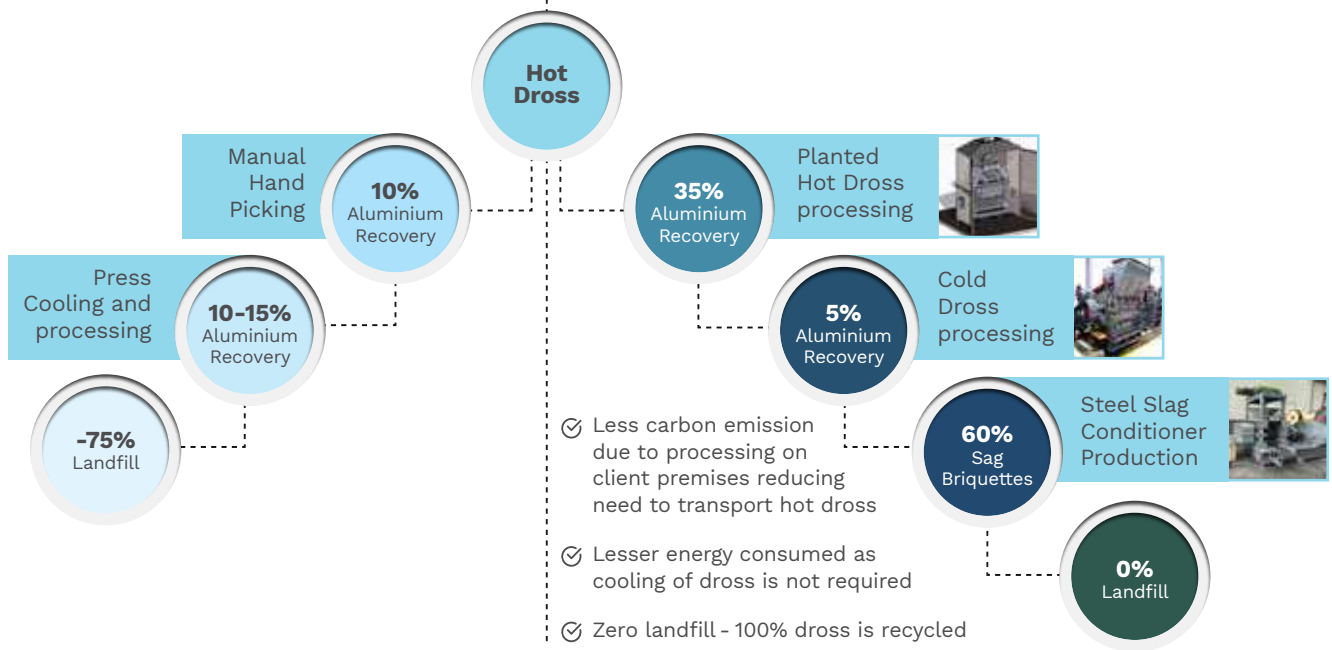 Hot
Dross
Manual
Hand
Picking
10%
Aluminium
Recovery
Press
Cooling and
processing
10-15%
Aluminium
Recovery
-75%
Landfill
35%
Aluminium
Recovery
Planted
Hot Dross
processing
5%
Aluminium
Recovery
Cold
Dross
processing
60%
Sag
Briquettes
Steel Slag
Conditioner
Production
0%
Landfill
Less carbon emission
due to processing on
client premises reducing
need to transport hot dross
Lesser energy consumed as
cooling of dross is not required
Zero landfill - 100% dross is recycled